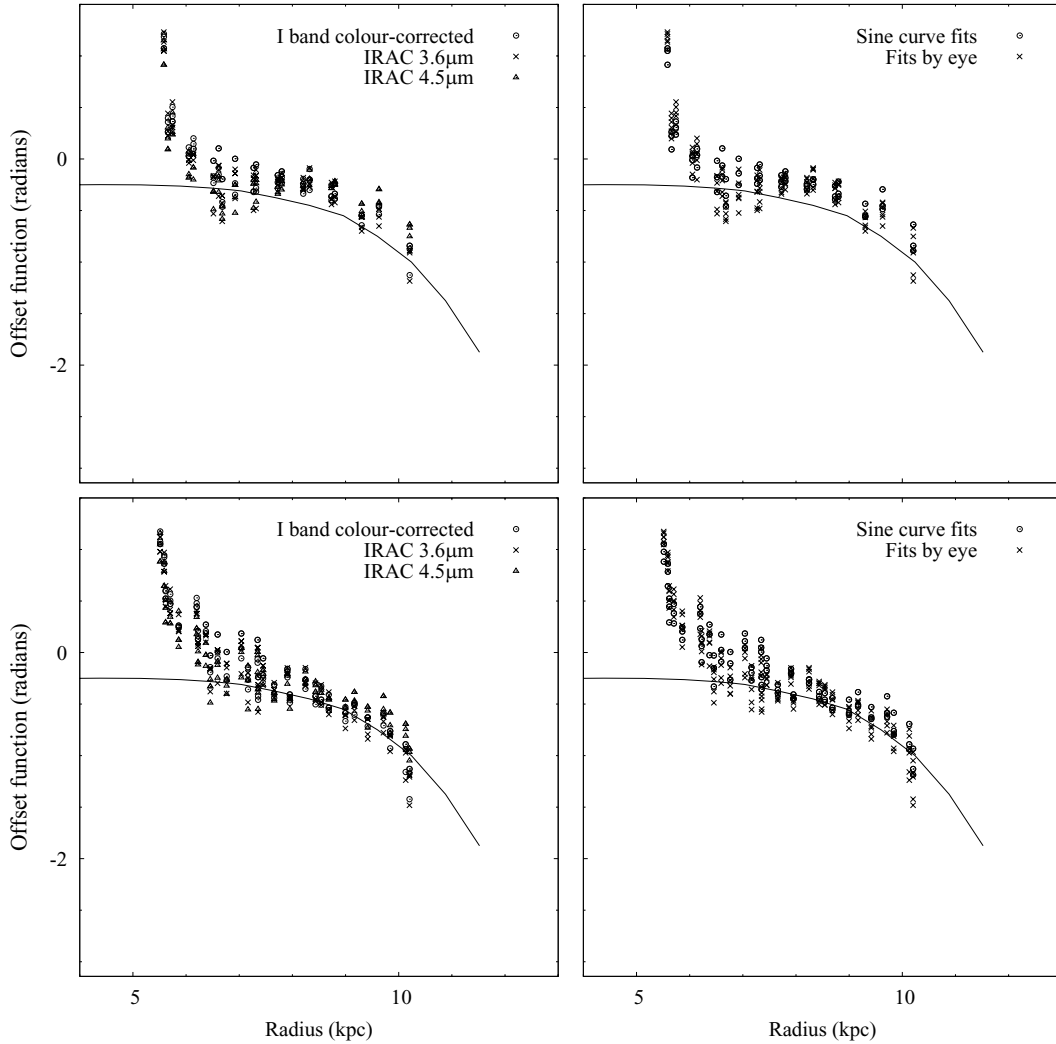 I band colour-corrected
IRAC 3.6µm
IRAC 4.5µm
Sine curve fits
Fits by eye
0
-2
Offset function (radians)
I band colour-corrected
IRAC 3.6µm
IRAC 4.5µm
Sine curve fits
Fits by eye
0
-2
Offset function (radians)
5
10
5
10
Radius (kpc)
Radius (kpc)